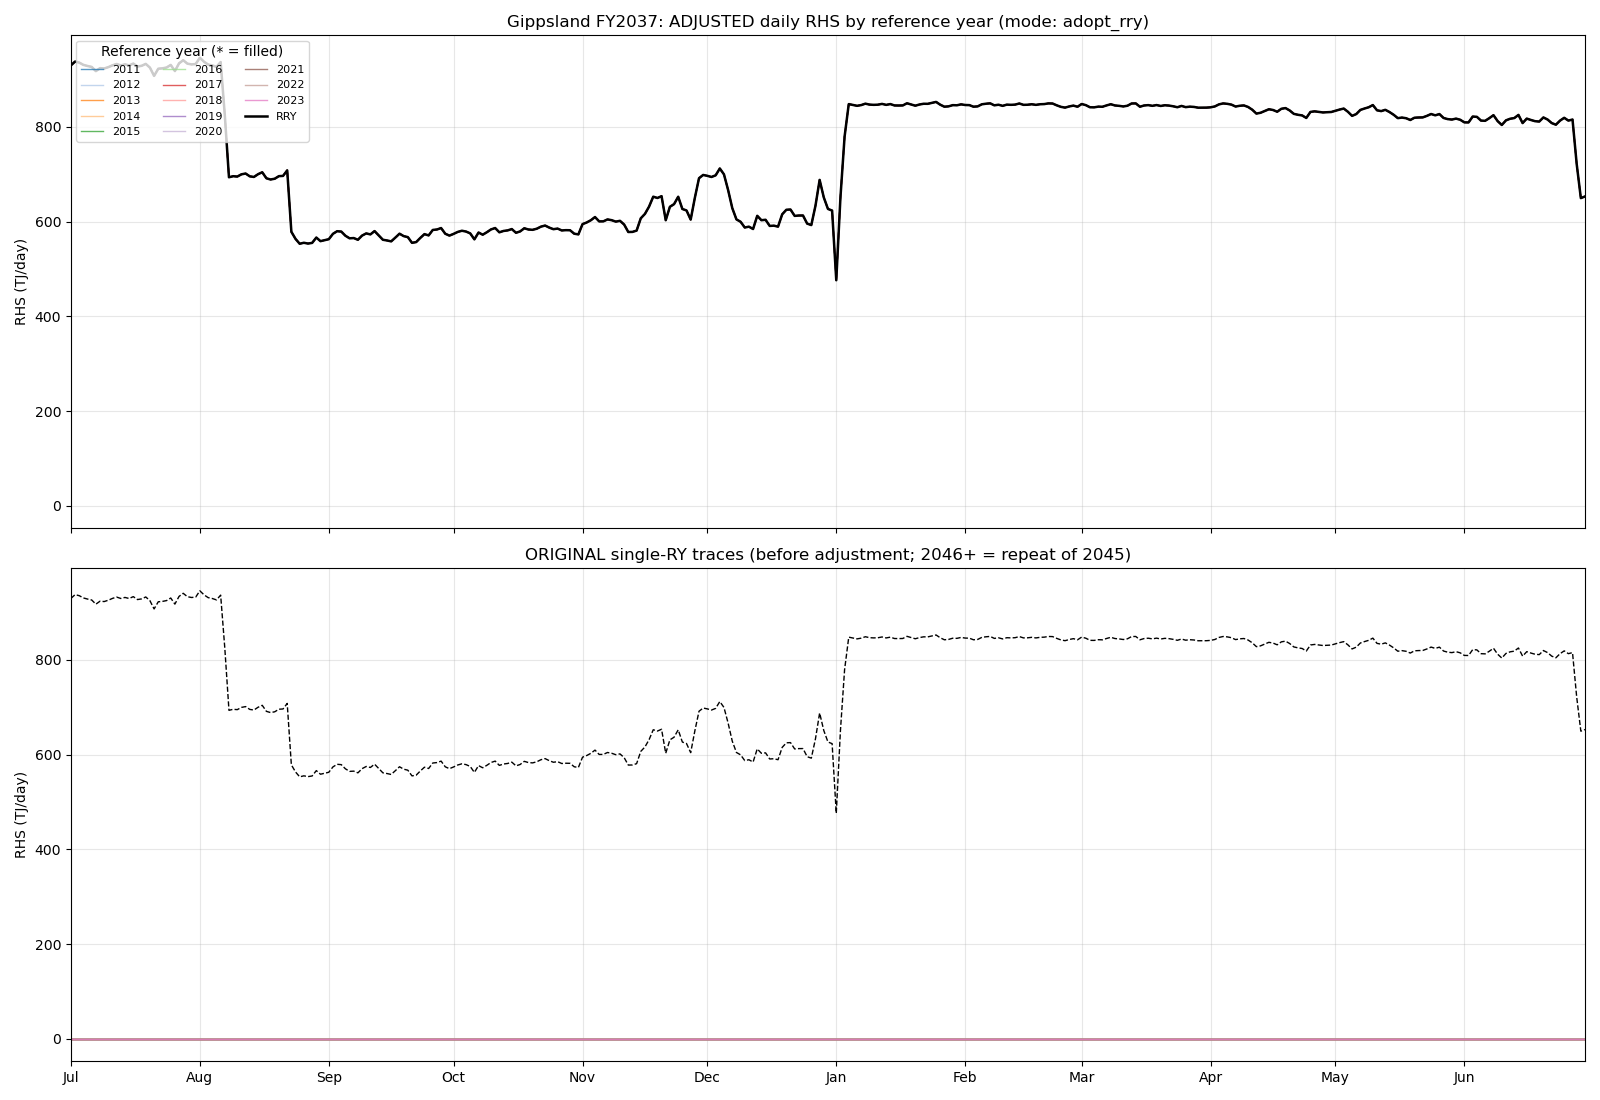 Gippsland FY2037: ADJUSTED daily RHS by reference year (mode: adopt_rry)
Reference year (* = filled)
2011 2016 2021
2012 2017 2022
2013 2018 2023
2014 2019 RRY
2015 2020
RHS (TJ/day)
800
600
400
200
0
ORIGINAL single-RY traces (before adjustment; 2046+ = repeat of 2045)
RHS (TJ/day)
800
600
400
200
0
Jul Aug Sep Oct Nov Dec Jan Feb Mar Apr May Jun